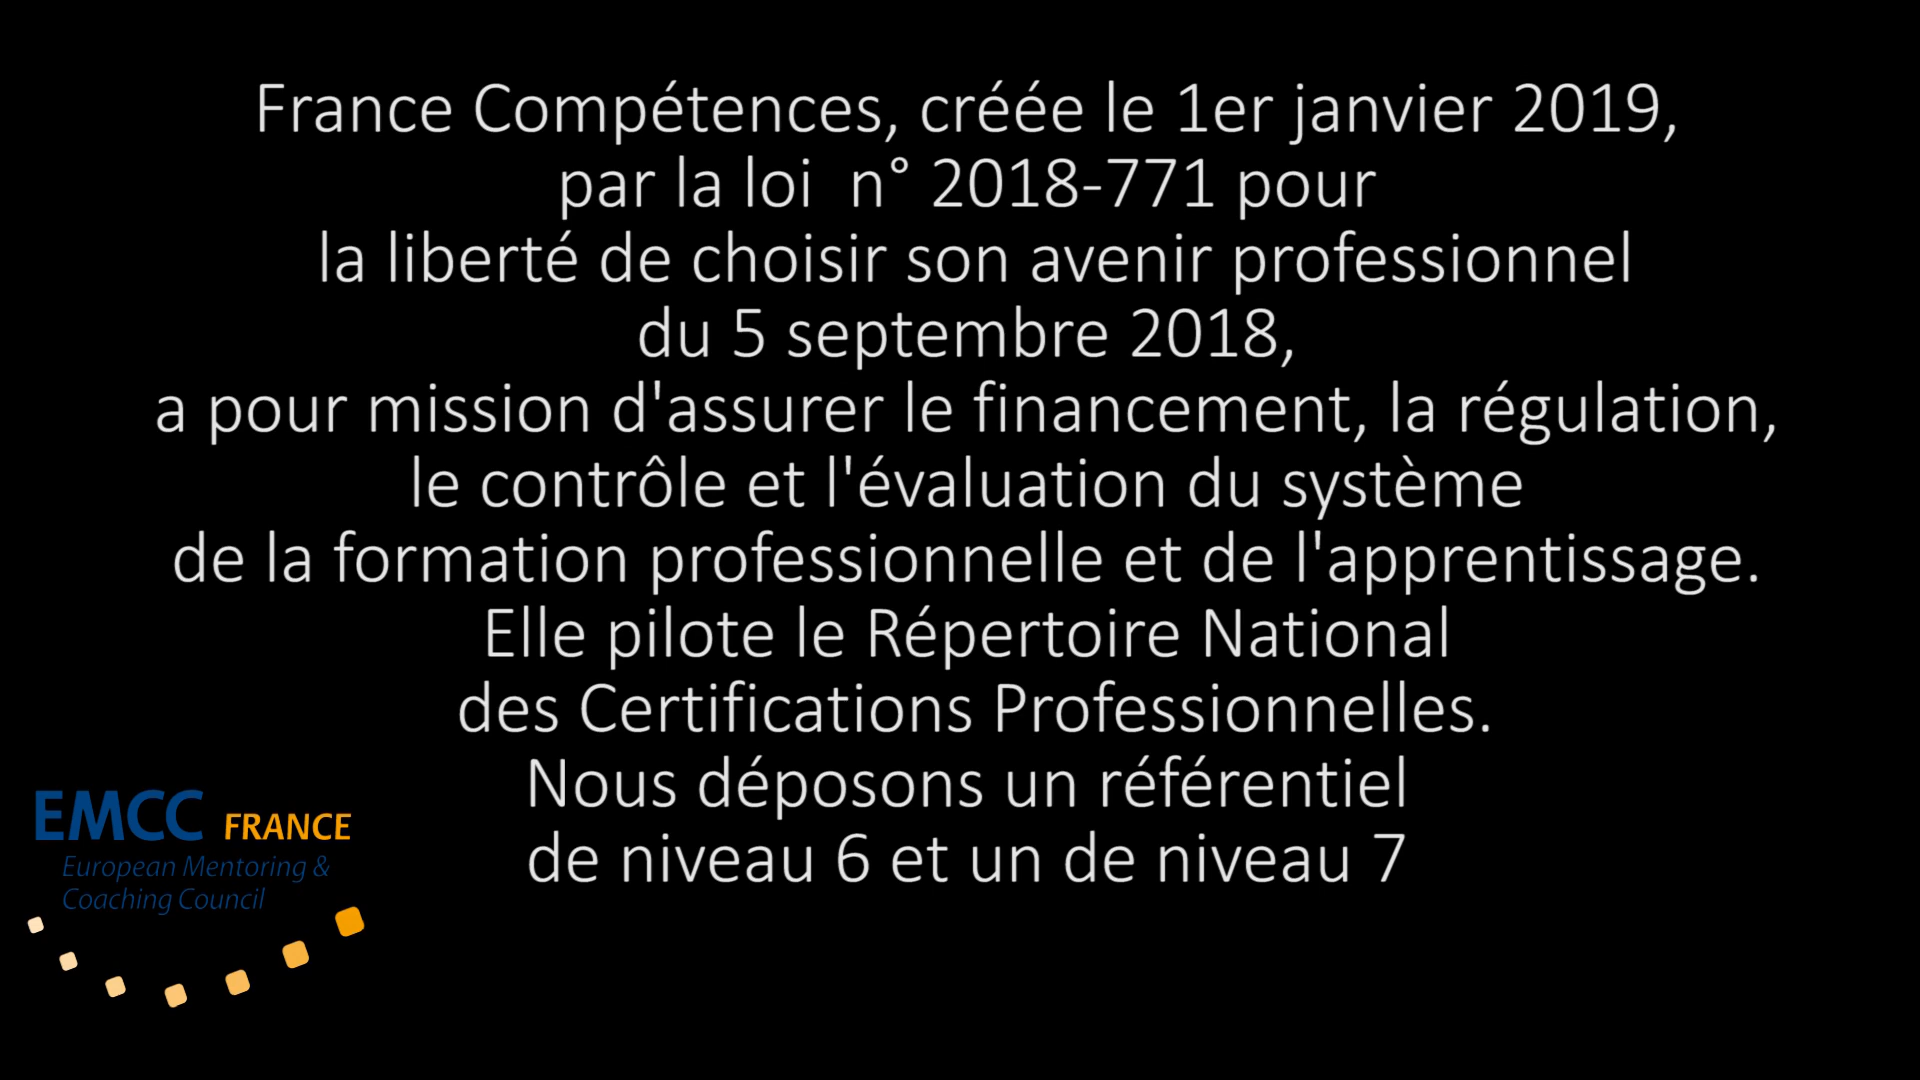 France Compétences, créée le 1er janvier 2019,
par la loi  n° 2018-771 pour
la liberté de choisir son avenir professionnel
du 5 septembre 2018,
a pour mission d'assurer le financement, la régulation,
le contrôle et l'évaluation du système
de la formation professionnelle et de l'apprentissage.
Elle pilote le Répertoire National
des Certifications Professionnelles.
Nous déposons un référentiel
de niveau 6 et un de niveau 7
EMCC FRANCE
European Mentoring &
Coaching Council